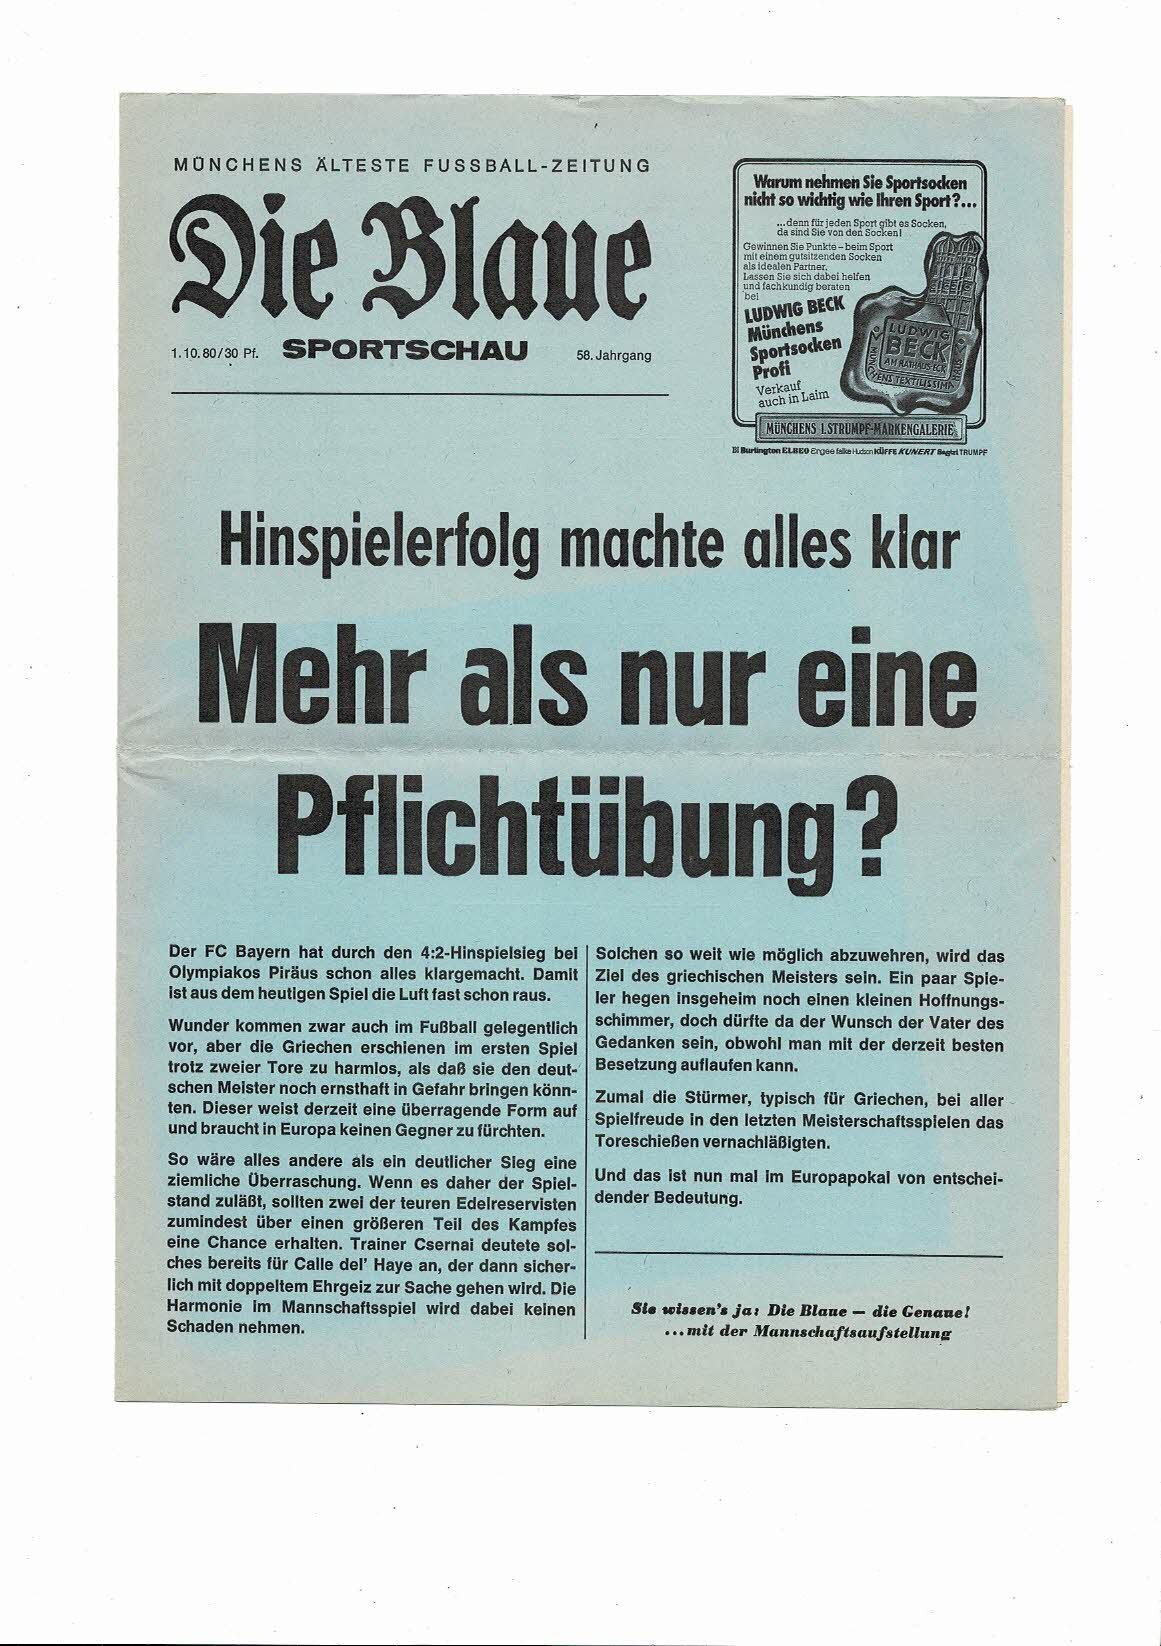 MÜNCHENS ÄLTESTE FUSSBALL-ZEITUNG
Die Blaue
1.10.80/30 Pf. SPORTSCHAU 58. Jahrgang
Warum nehmen Sie Sportsocken
nicht so wichtig wie Ihren Sport?...
...denn für jeden Sport gibt es Socken,
da sind Sie von den Socken!
Gewinnen Sie Punkte – beim Sport
mit einem gutsitzenden Socken
als idealen Partner.
Lassen Sie sich dabei helfen
und fachkundig beraten
bei
LUDWIG BECK
Münchens
Sportsocken
Profi
Verkauf
auch in Laim
LUDWIG
BECK
AM RATHAUSECK
MÜNCHENS TEXTILISSIMA HAUS
MÜNCHENS 1. STRUMPF-MARKENGALERIE
Burlington ELBEO Ergee falke Hudson KÜFFE KUNERT TRUMPF
Hinspielerfolg machte alles klar
Mehr als nur eine
Pflichtübung?
Der FC Bayern hat durch den 4:2-Hinspielsieg bei
Olympiakos Piräus schon alles klargemacht. Damit
ist aus dem heutigen Spiel die Luft fast schon raus.
Wunder kommen zwar auch im Fußball gelegentlich
vor, aber die Griechen erschienen im ersten Spiel
trotz zweier Tore zu harmlos, als daß sie den deut-
schen Meister noch ernsthaft in Gefahr bringen könn-
ten. Dieser weist derzeit eine überragende Form auf
und braucht in Europa keinen Gegner zu fürchten.
So wäre alles andere als ein deutlicher Sieg eine
ziemliche Überraschung. Wenn es daher der Spiel-
stand zuläßt, sollten zwei der teuren Edelreservisten
zumindest über einen größeren Teil des Kampfes
eine Chance erhalten. Trainer Csernai deutete sol-
ches bereits für Calle del' Haye an, der dann sicher-
lich mit doppeltem Ehrgeiz zur Sache gehen wird. Die
Harmonie im Mannschaftsspiel wird dabei keinen
Schaden nehmen.
Solchen so weit wie möglich abzuwehren, wird das
Ziel des griechischen Meisters sein. Ein paar Spie-
ler hegen insgeheim noch einen kleinen Hoffnungs-
schimmer, doch dürfte da der Wunsch der Vater des
Gedanken sein, obwohl man mit der derzeit besten
Besetzung auflaufen kann.
Zumal die Stürmer, typisch für Griechen, bei aller
Spielfreude in den letzten Meisterschaftsspielen das
Toreschießen vernachläßigten.
Und das ist nun mal im Europapokal von entschei-
dender Bedeutung.
Sie wissen's ja: Die Blaue — die Genaue!
...mit der Mannschaftsaufstellung